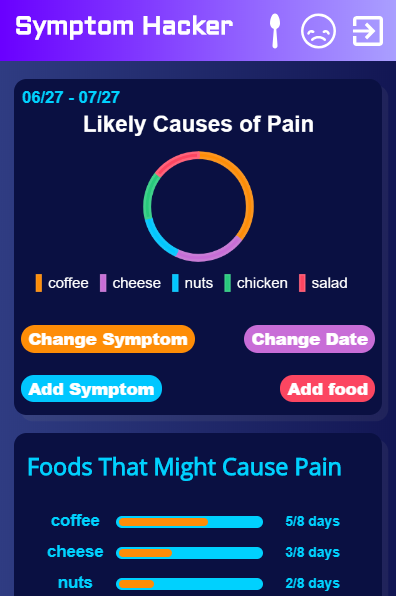 Symptom Hacker
06/27 - 07/27
Likely Causes of Pain
coffee cheese nuts chicken salad
Change Symptom Change Date
Add Symptom Add food
Foods That Might Cause Pain
coffee 5/8 days
cheese 3/8 days
nuts 2/8 days